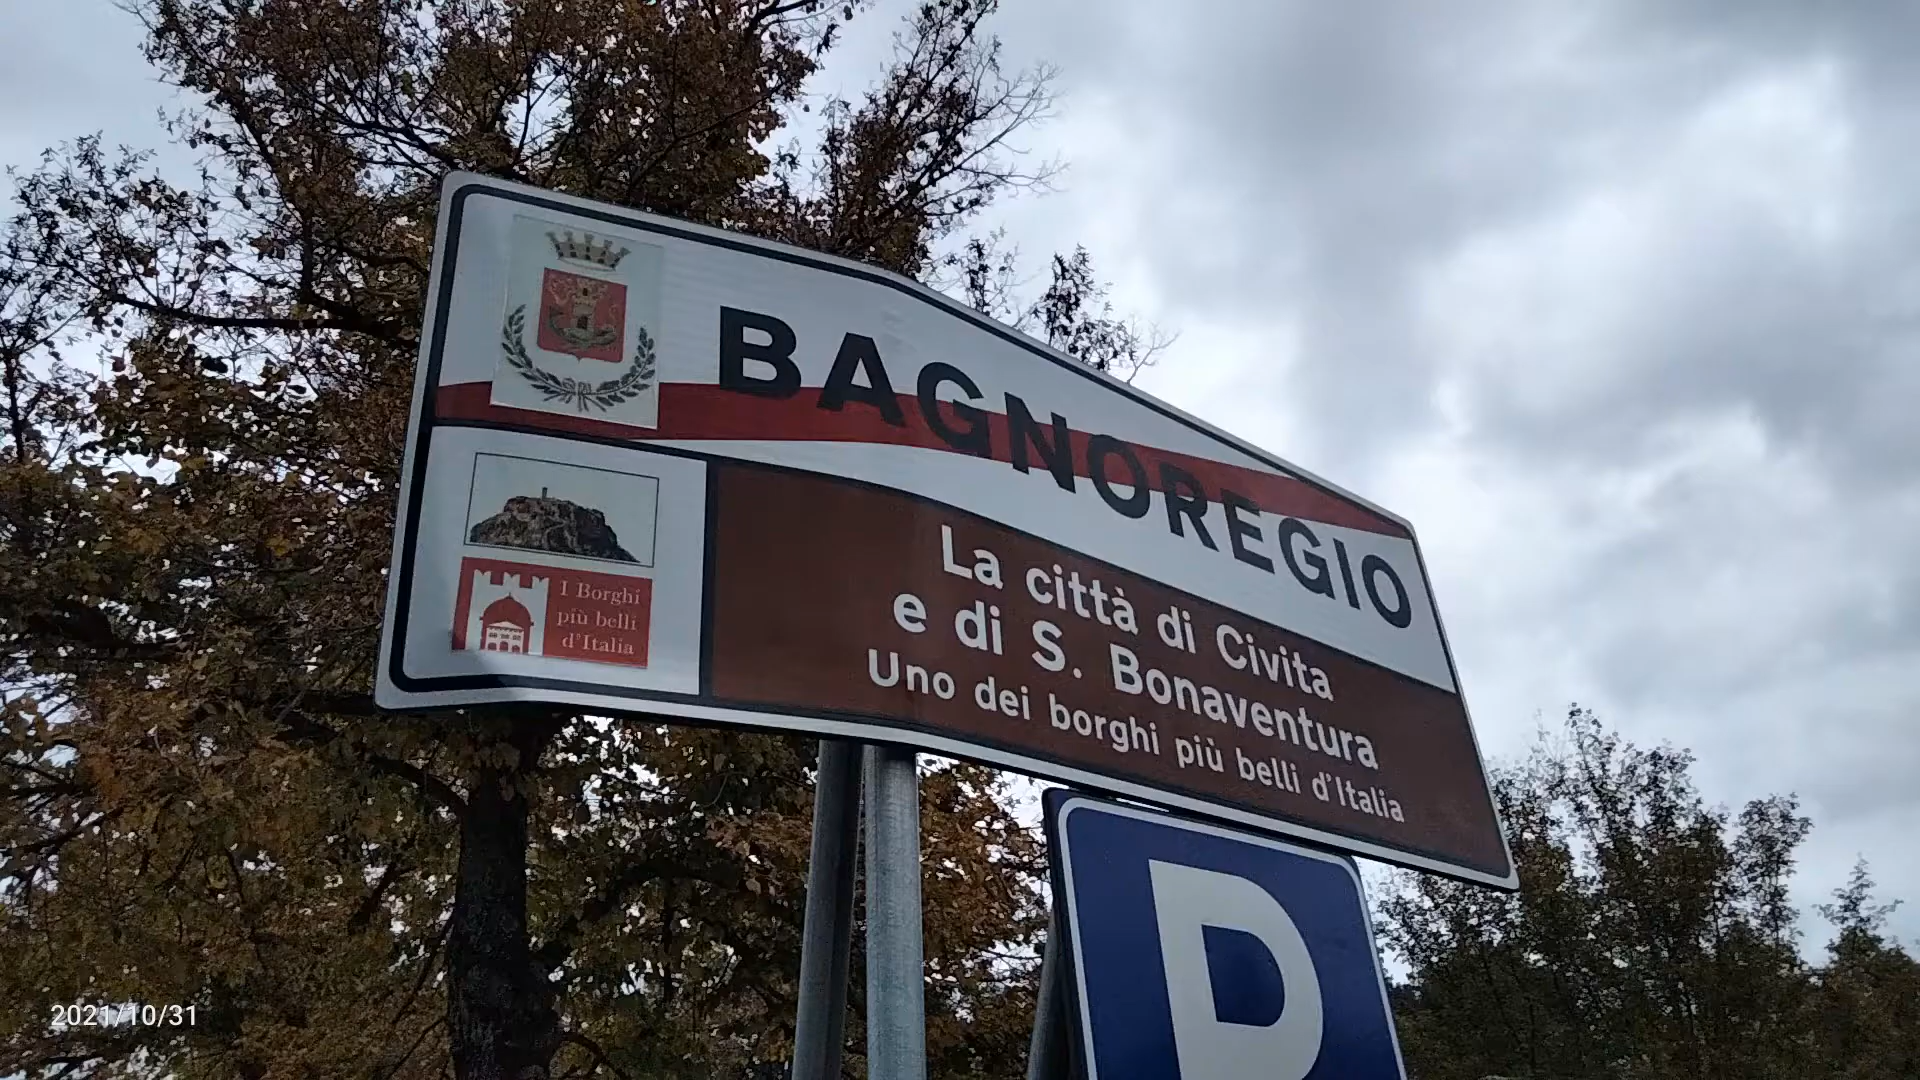 BAGNOREGIO
I Borghi
più belli
d'Italia
La città di Civita
e di S. Bonaventura
Uno dei borghi più belli d'Italia
P
2021/10/31